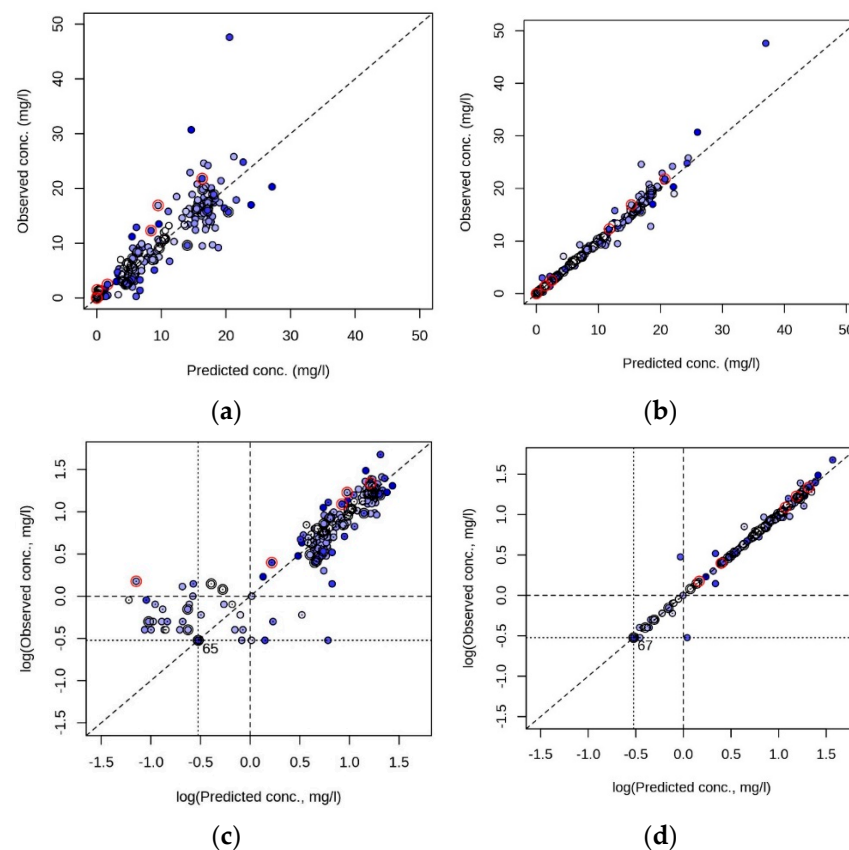 50
40
30
20
10
0
Observed conc. (mg/l)
0 10 20 30 40 50
Predicted conc. (mg/l)
(a)
50
40
30
20
10
0
Observed conc. (mg/l)
0 10 20 30 40 50
Predicted conc. (mg/l)
(b)
1.5
1.0
0.5
0.0
-0.5
-1.0
-1.5
log(Observed conc., mg/l)
65
-1.5 -1.0 -0.5 0.0 0.5 1.0 1.5
log(Predicted conc., mg/l)
(c)
1.5
1.0
0.5
0.0
-0.5
-1.0
-1.5
log(Observed conc., mg/l)
67
-1.5 -1.0 -0.5 0.0 0.5 1.0 1.5
log(Predicted conc., mg/l)
(d)